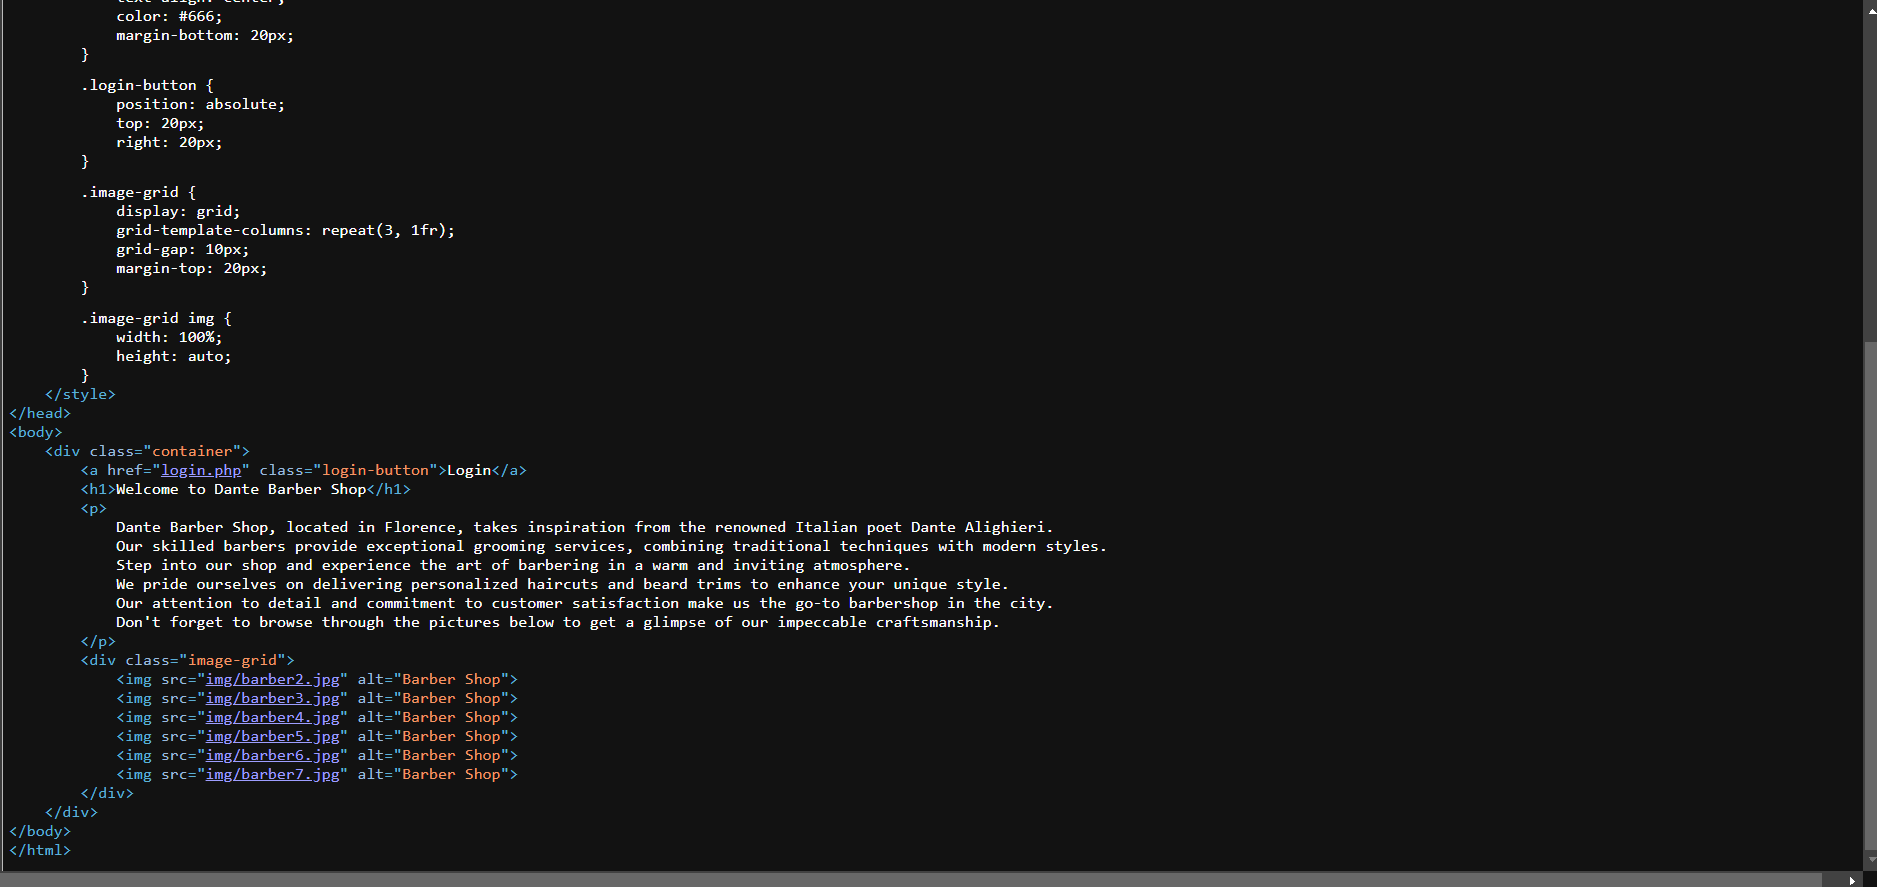 text-align: center;
color: #666;
margin-bottom: 20px;
}
.login-button {
position: absolute;
top: 20px;
right: 20px;
}
.image-grid {
display: grid;
grid-template-columns: repeat(3, 1fr);
grid-gap: 10px;
margin-top: 20px;
}
.image-grid img {
width: 100%;
height: auto;
}
</style>
</head>
<body>
<div class="container">
<a href="login.php" class="login-button">Login</a>
<h1>Welcome to Dante Barber Shop</h1>
<p>
Dante Barber Shop, located in Florence, takes inspiration from the renowned Italian poet Dante Alighieri.
Our skilled barbers provide exceptional grooming services, combining traditional techniques with modern styles.
Step into our shop and experience the art of barbering in a warm and inviting atmosphere.
We pride ourselves on delivering personalized haircuts and beard trims to enhance your unique style.
Our attention to detail and commitment to customer satisfaction make us the go-to barbershop in the city.
Don't forget to browse through the pictures below to get a glimpse of our impeccable craftsmanship.
</p>
<div class="image-grid">
<img src="img/barber2.jpg" alt="Barber Shop">
<img src="img/barber3.jpg" alt="Barber Shop">
<img src="img/barber4.jpg" alt="Barber Shop">
<img src="img/barber5.jpg" alt="Barber Shop">
<img src="img/barber6.jpg" alt="Barber Shop">
<img src="img/barber7.jpg" alt="Barber Shop">
</div>
</div>
</body>
</html>